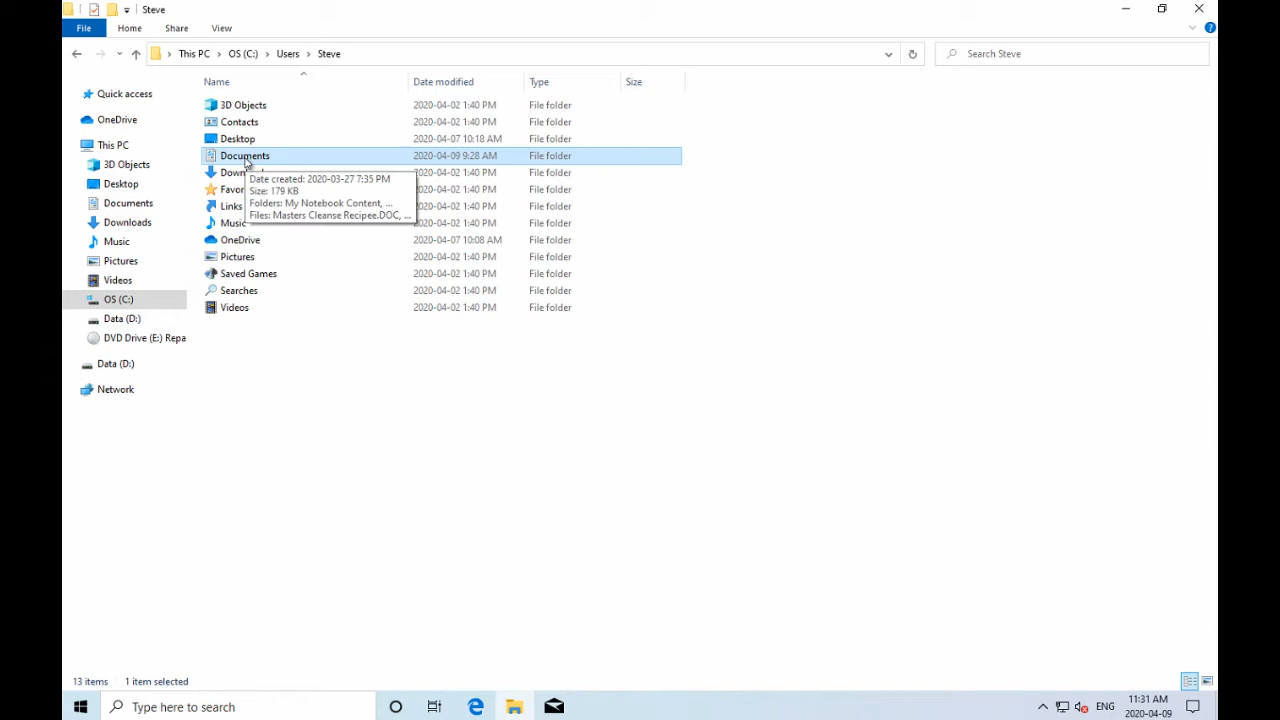 Steve
File Home Share View
This PC OS (C:) Users Steve Search Steve
Name Date modified Type Size
Quick access
OneDrive
This PC
3D Objects
Desktop
Documents
Downloads
Music
Pictures
Videos
OS (C:)
Data (D:)
DVD Drive (E:) Repa
Data (D:)
Network
3D Objects 2020-04-02 1:40 PM File folder
Contacts 2020-04-02 1:40 PM File folder
Desktop 2020-04-07 10:18 AM File folder
Documents 2020-04-09 9:28 AM File folder
2020-04-02 1:40 PM File folder
2020-04-02 1:40 PM File folder
Links 2020-04-02 1:40 PM File folder
Music 2020-04-02 1:40 PM File folder
OneDrive 2020-04-07 10:08 AM File folder
Pictures 2020-04-02 1:40 PM File folder
Saved Games 2020-04-02 1:40 PM File folder
Searches 2020-04-02 1:40 PM File folder
Videos 2020-04-02 1:40 PM File folder
Date created: 2020-03-27 7:35 PM
Size: 179 KB
Folders: My Notebook Content, ...
Files: Masters Cleanse Recipee.DOC, ...
13 items 1 item selected
Type here to search
ENG
11:31 AM
2020-04-09